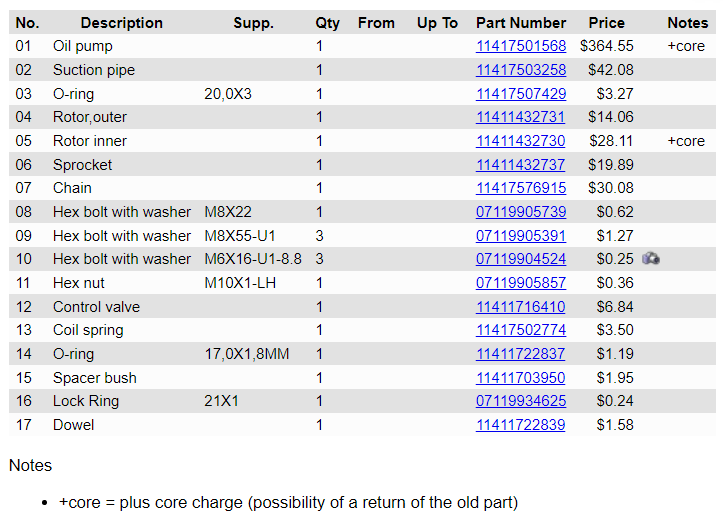 No. Description Supp. Qty From Up To Part Number Price Notes
01 Oil pump 1 11417501568 $364.55 +core
02 Suction pipe 1 11417503258 $42.08
03 O-ring 20,0X3 1 11417507429 $3.27
04 Rotor,outer 1 11411432731 $14.06
05 Rotor inner 1 11411432730 $28.11 +core
06 Sprocket 1 11411432737 $19.89
07 Chain 1 11417576915 $30.08
08 Hex bolt with washer M8X22 1 07119905739 $0.62
09 Hex bolt with washer M8X55-U1 3 07119905391 $1.27
10 Hex bolt with washer M6X16-U1-8.8 3 07119904524 $0.25
11 Hex nut M10X1-LH 1 07119905857 $0.36
12 Control valve 1 11411716410 $6.84
13 Coil spring 1 11417502774 $3.50
14 O-ring 17,0X1,8MM 1 11411722837 $1.19
15 Spacer bush 1 11411703950 $1.95
16 Lock Ring 21X1 1 07119934625 $0.24
17 Dowel 1 11411722839 $1.58
Notes
• +core = plus core charge (possibility of a return of the old part)